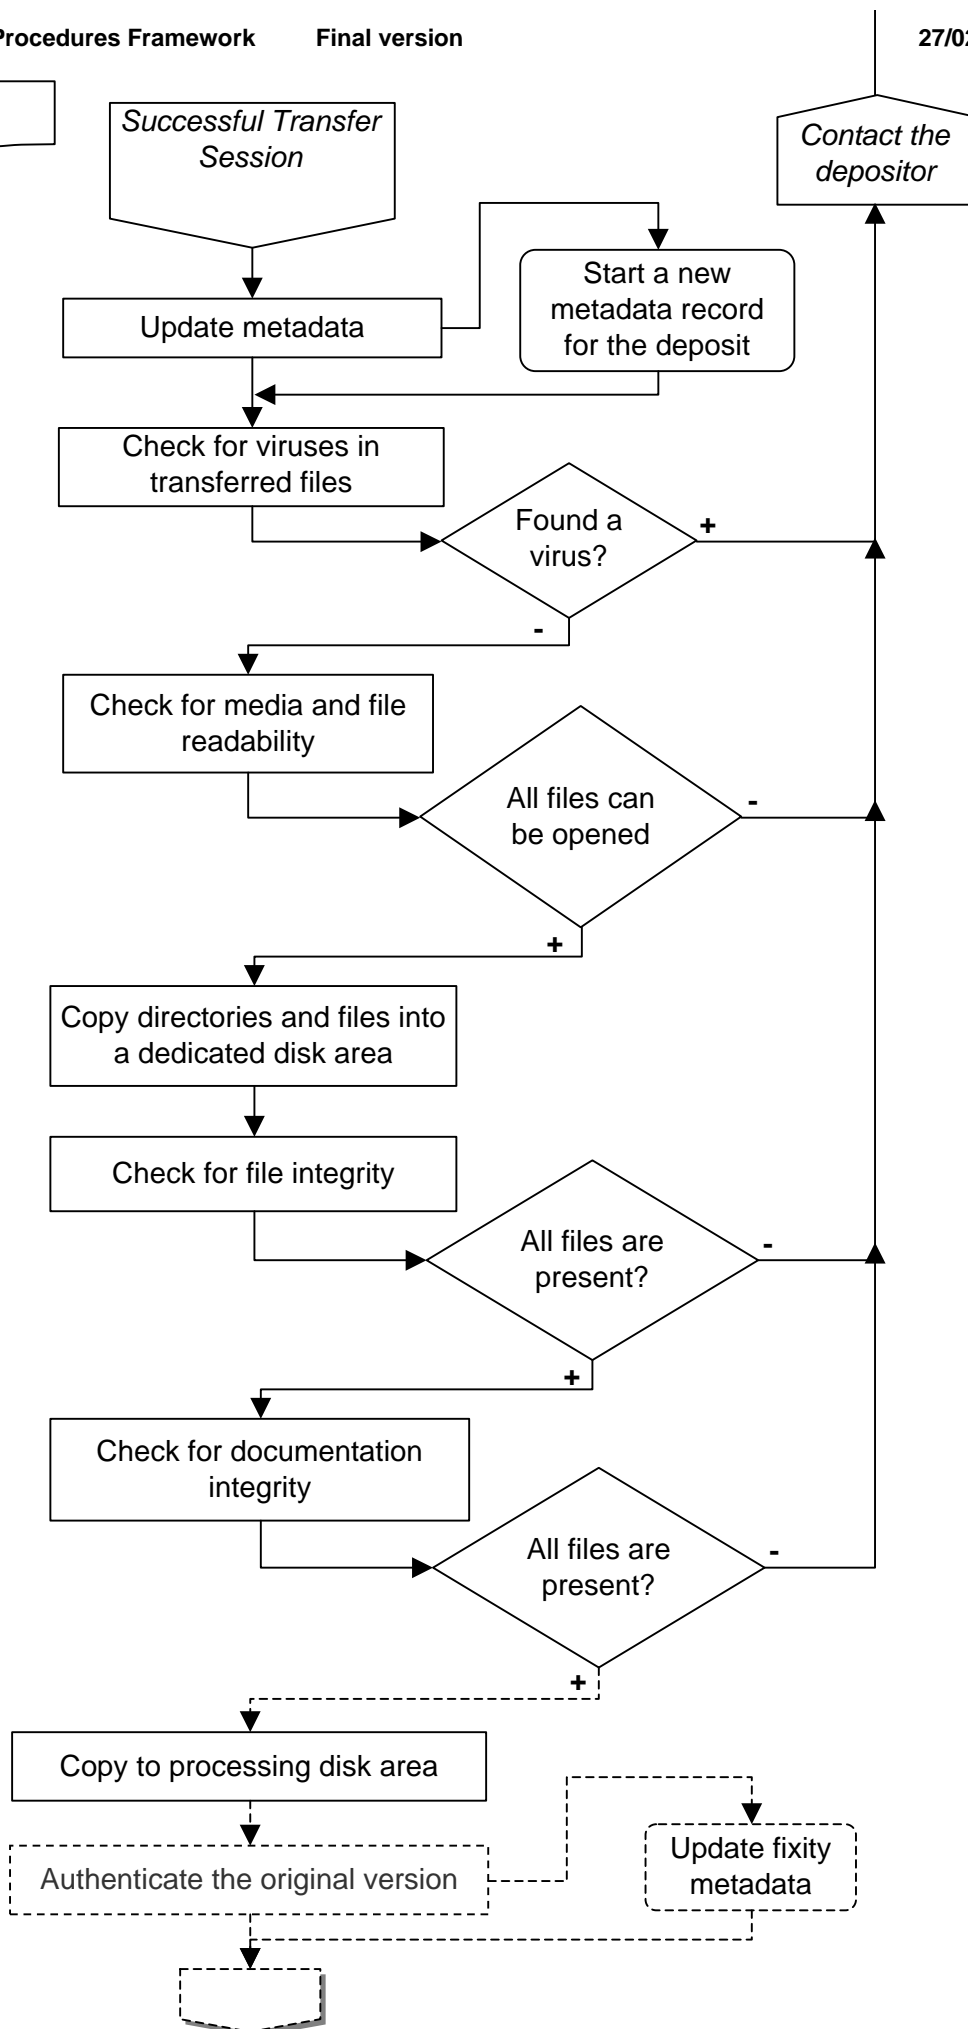 Procedures Framework Final version 27/02
Successful Transfer
Session
Contact the
depositor
Start a new
metadata record
for the deposit
Update metadata
Check for viruses in
transferred files
Found a
virus?
+
-
Check for media and file
readability
All files can
be opened
-
+
Copy directories and files into
a dedicated disk area
Check for file integrity
All files are
present?
-
+
Check for documentation
integrity
All files are
present?
-
+
Copy to processing disk area
Authenticate the original version
Update fixity
metadata